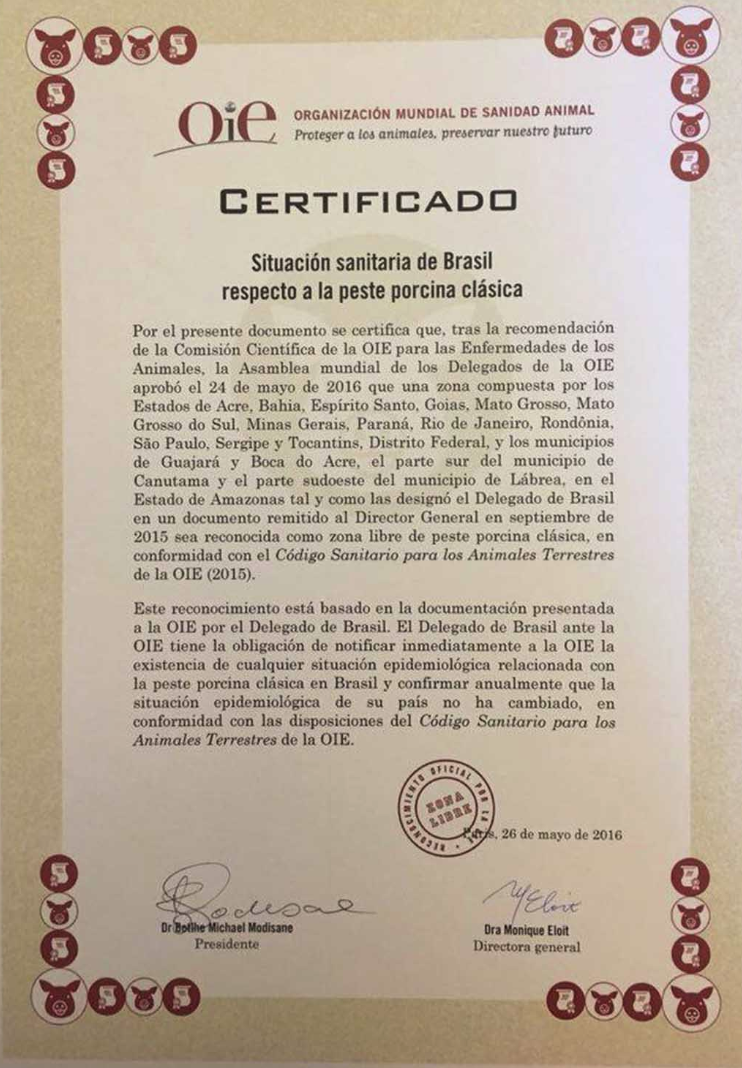 OiE
ORGANIZACIÓN MUNDIAL DE SANIDAD ANIMAL
Proteger a los animales, preservar nuestro futuro
CERTIFICADO
Situación sanitaria de Brasil
respecto a la peste porcina clásica
Por el presente documento se certifica que, tras la recomendación
de la Comisión Científica de la OIE para las Enfermedades de los
Animales, la Asamblea mundial de los Delegados de la OIE
aprobó el 24 de mayo de 2016 que una zona compuesta por los
Estados de Acre, Bahia, Espírito Santo, Goias, Mato Grosso, Mato
Grosso do Sul, Minas Gerais, Paraná, Rio de Janeiro, Rondônia,
São Paulo, Sergipe y Tocantins, Distrito Federal, y los municipios
de Guajará y Boca do Acre, el parte sur del municipio de
Canutama y el parte sudoeste del municipio de Lábrea, en el
Estado de Amazonas tal y como las designó el Delegado de Brasil
en un documento remitido al Director General en septiembre de
2015 sea reconocida como zona libre de peste porcina clásica, en
conformidad con el Código Sanitario para los Animales Terrestres
de la OIE (2015).
Este reconocimiento está basado en la documentación presentada
a la OIE por el Delegado de Brasil. El Delegado de Brasil ante la
OIE tiene la obligación de notificar inmediatamente a la OIE la
existencia de cualquier situación epidemiológica relacionada con
la peste porcina clásica en Brasil y confirmar anualmente que la
situación epidemiológica de su país no ha cambiado, en
conformidad con las disposiciones del Código Sanitario para los
Animales Terrestres de la OIE.
RECONOCIMIENTO OFICIAL POR LA
ZONA
LIBRE
París, 26 de mayo de 2016
Modisane
MEloit
Dr Botlhe Michael Modisane
Presidente
Dra Monique Eloit
Directora general